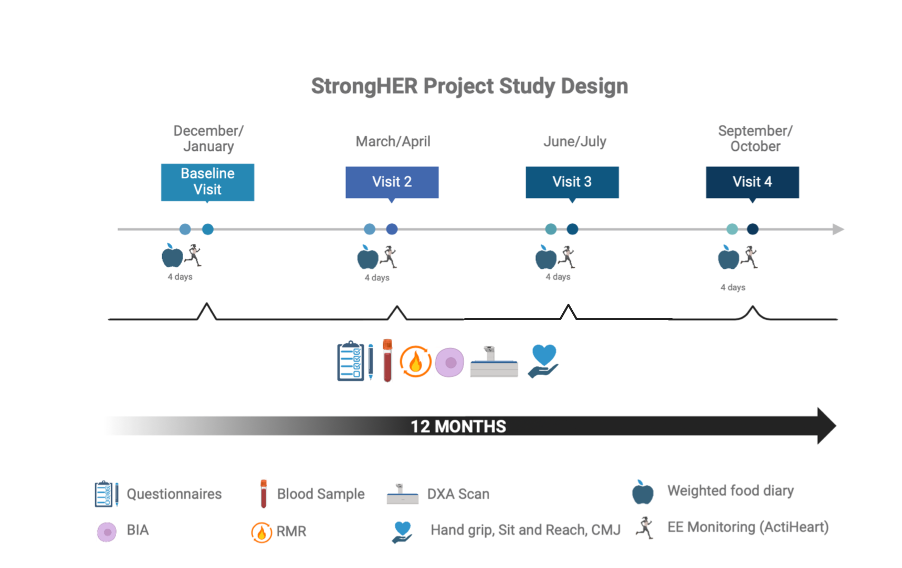 StrongHER Project Study Design
December/
January
March/April
June/July
September/
October
Baseline
Visit
Visit 2
Visit 3
Visit 4
4 days
4 days
4 days
4 days
12 MONTHS
Questionnaires
Blood Sample
DXA Scan
Weighted food diary
BIA
RMR
Hand grip, Sit and Reach, CMJ
EE Monitoring (ActiHeart)